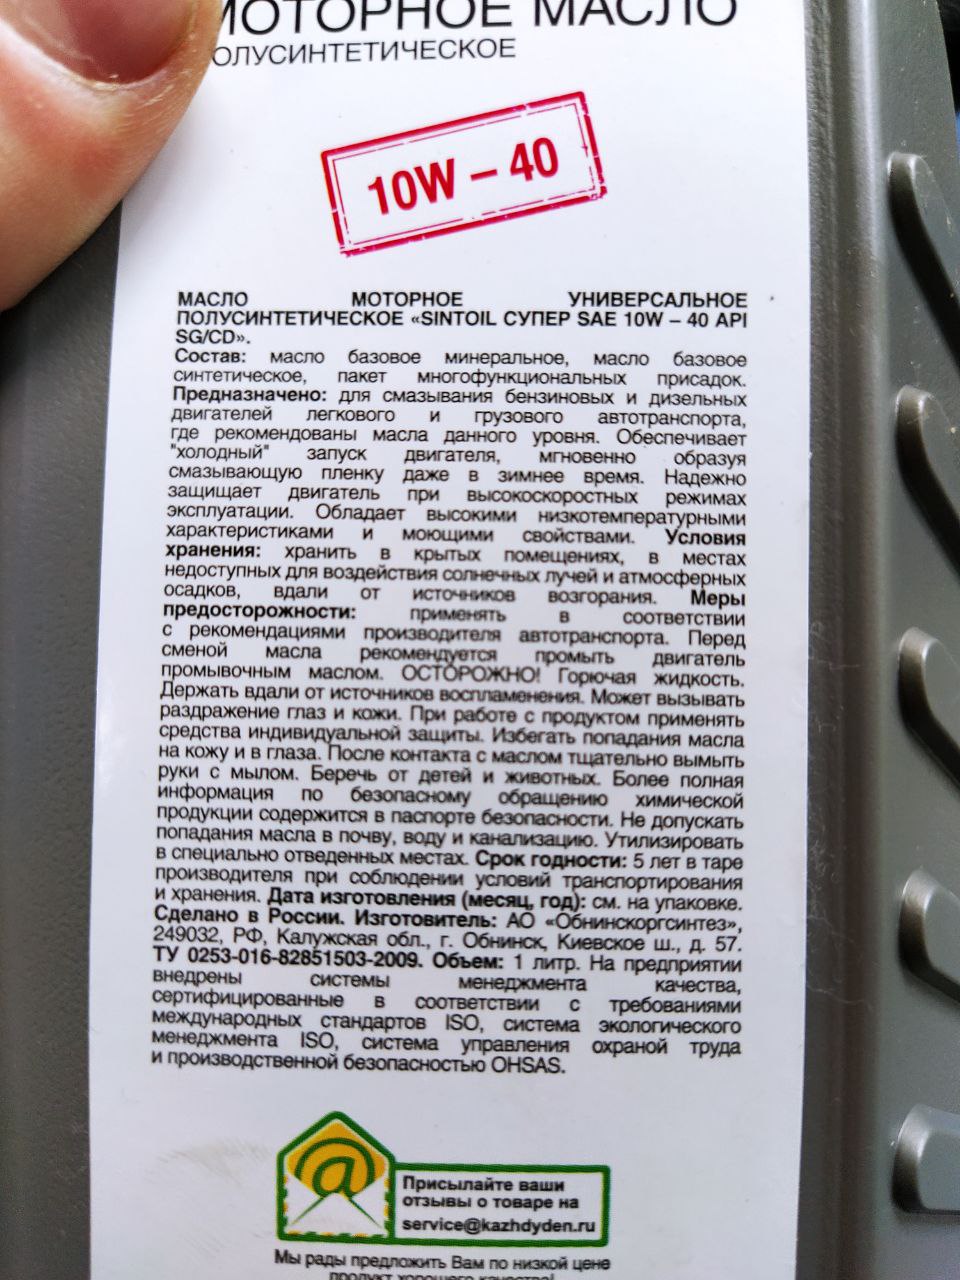 МОТОРНОЕ МАСЛО
ПОЛУСИНТЕТИЧЕСКОЕ
10W – 40
МАСЛО МОТОРНОЕ УНИВЕРСАЛЬНОЕ
ПОЛУСИНТЕТИЧЕСКОЕ «SINTOIL СУПЕР SAE 10W – 40 API
SG/CD».
Состав: масло базовое минеральное, масло базовое
синтетическое, пакет многофункциональных присадок.
Предназначено: для смазывания бензиновых и дизельных
двигателей легкового и грузового автотранспорта,
где рекомендованы масла данного уровня. Обеспечивает
"холодный" запуск двигателя, мгновенно образуя
смазывающую пленку даже в зимнее время. Надежно
защищает двигатель при высокоскоростных режимах
эксплуатации. Обладает высокими низкотемпературными
характеристиками и моющими свойствами. Условия
хранения: хранить в крытых помещениях, в местах
недоступных для воздействия солнечных лучей и атмосферных
осадков, вдали от источников возгорания. Меры
предосторожности: применять в соответствии
с рекомендациями производителя автотранспорта. Перед
сменой масла рекомендуется промыть двигатель
промывочным маслом. ОСТОРОЖНО! Горючая жидкость.
Держать вдали от источников воспламенения. Может вызывать
раздражение глаз и кожи. При работе с продуктом применять
средства индивидуальной защиты. Избегать попадания масла
на кожу и в глаза. После контакта с маслом тщательно вымыть
руки с мылом. Беречь от детей и животных. Более полная
информация по безопасному обращению химической
продукции содержится в паспорте безопасности. Не допускать
попадания масла в почву, воду и канализацию. Утилизировать
в специально отведенных местах. Срок годности: 5 лет в таре
производителя при соблюдении условий транспортирования
и хранения. Дата изготовления (месяц, год): см. на упаковке.
Сделано в России. Изготовитель: АО «Обнинскоргсинтез»,
249032, РФ, Калужская обл., г. Обнинск, Киевское ш., д. 57.
ТУ 0253-016-82851503-2009. Объем: 1 литр. На предприятии
внедрены системы менеджмента качества,
сертифицированные в соответствии с требованиями
международных стандартов ISO, система экологического
менеджмента ISO, система управления охраной труда
и производственной безопасностью OHSAS.
Присылайте ваши
отзывы о товаре на
service@kazhdyden.ru
Мы рады предложить Вам по низкой цене
продукт хорошего качества!